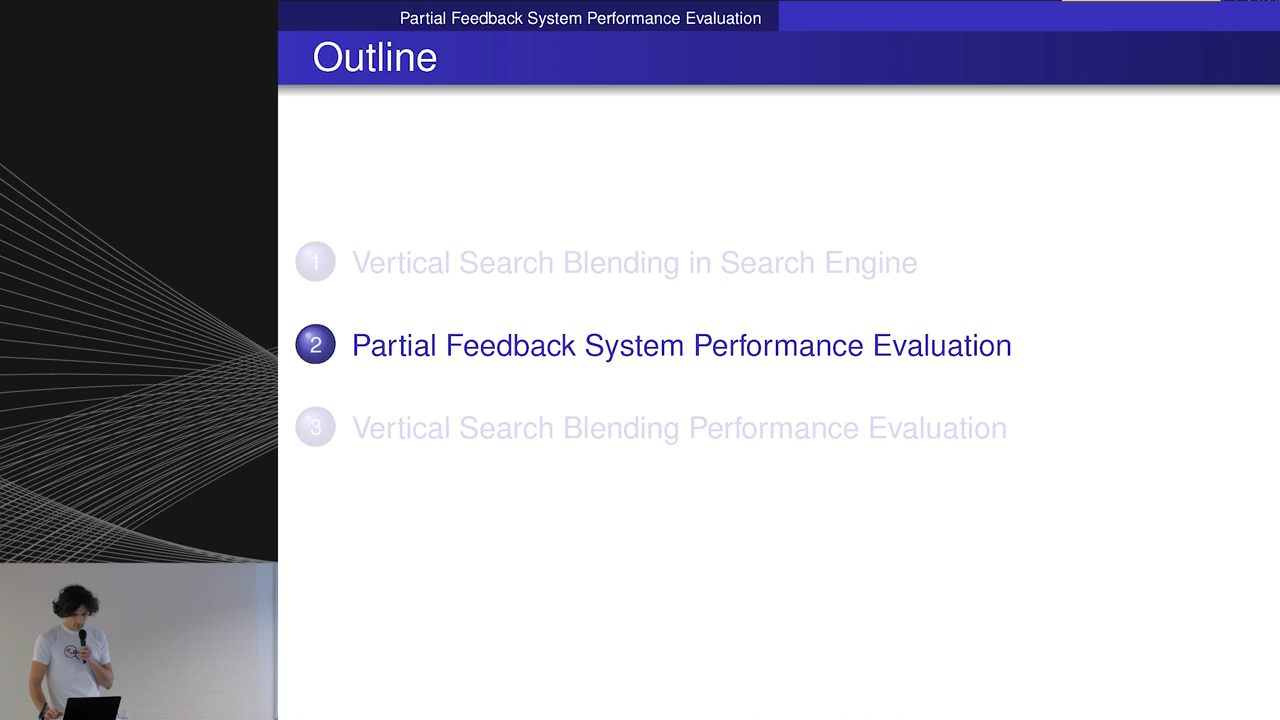 Partial Feedback System Performance Evaluation
Outline
1 Vertical Search Blending in Search Engine
2 Partial Feedback System Performance Evaluation
3 Vertical Search Blending Performance Evaluation